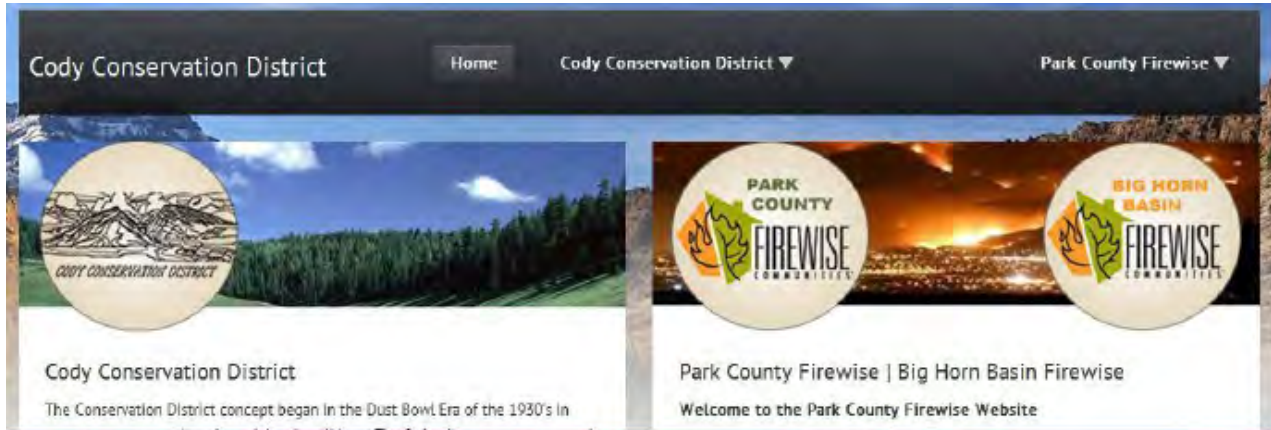 Cody Conservation District
Home
Cody Conservation District ▼
Park County Firewise ▼
CODY CONSERVATION DISTRICT
PARK
COUNTY
FIREWISE
COMMUNITIES
BIG HORN
BASIN
FIREWISE
COMMUNITIES
Cody Conservation District
The Conservation District concept began in the Dust Bowl Era of the 1930's in
Park County Firewise | Big Horn Basin Firewise
Welcome to the Park County Firewise Website